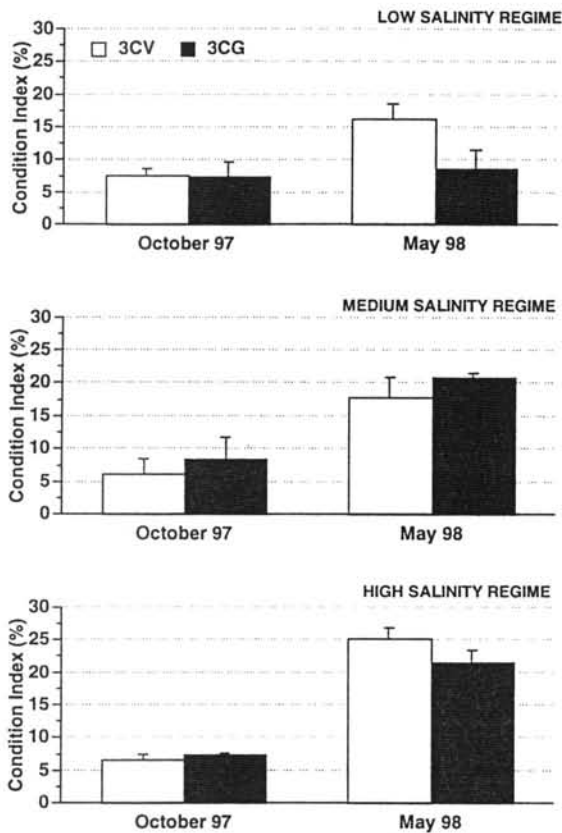 LOW SALINITY REGIME
3CV 3CG
Condition Index (%)
30
25
20
15
10
5
0
October 97 May 98
MEDIUM SALINITY REGIME
Condition Index (%)
30
25
20
15
10
5
0
October 97 May 98
HIGH SALINITY REGIME
Condition Index (%)
30
25
20
15
10
5
0
October 97 May 98